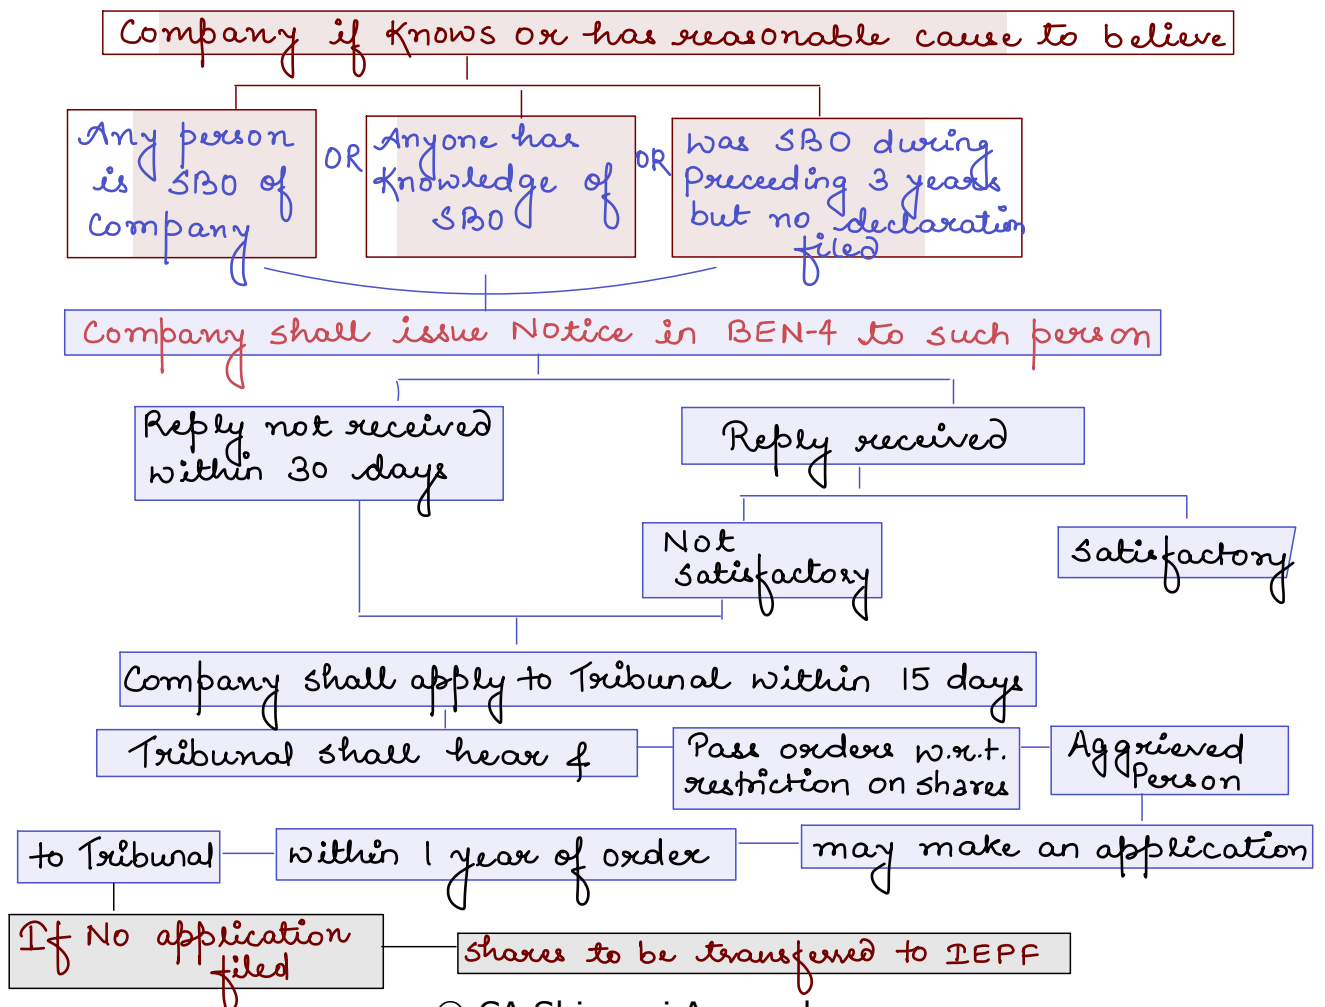 Company if Knows or has reasonable cause to believe
Any person
is SBO of
Company
OR
Anyone has
Knowledge of
SBO
OR
was SBO during
Preceeding 3 years
but no declaration
filed
Company shall issue Notice in BEN-4 to such person
Reply not received
within 30 days
Reply received
Not
satisfactory
Satisfactory
Company shall apply to Tribunal within 15 days
Tribunal shall hear &
Pass orders w.r.t.
restriction on shares
Aggrieved
Person
may make an application
within 1 year of order
to Tribunal
If No application
filed
shares to be transferred to IEPF